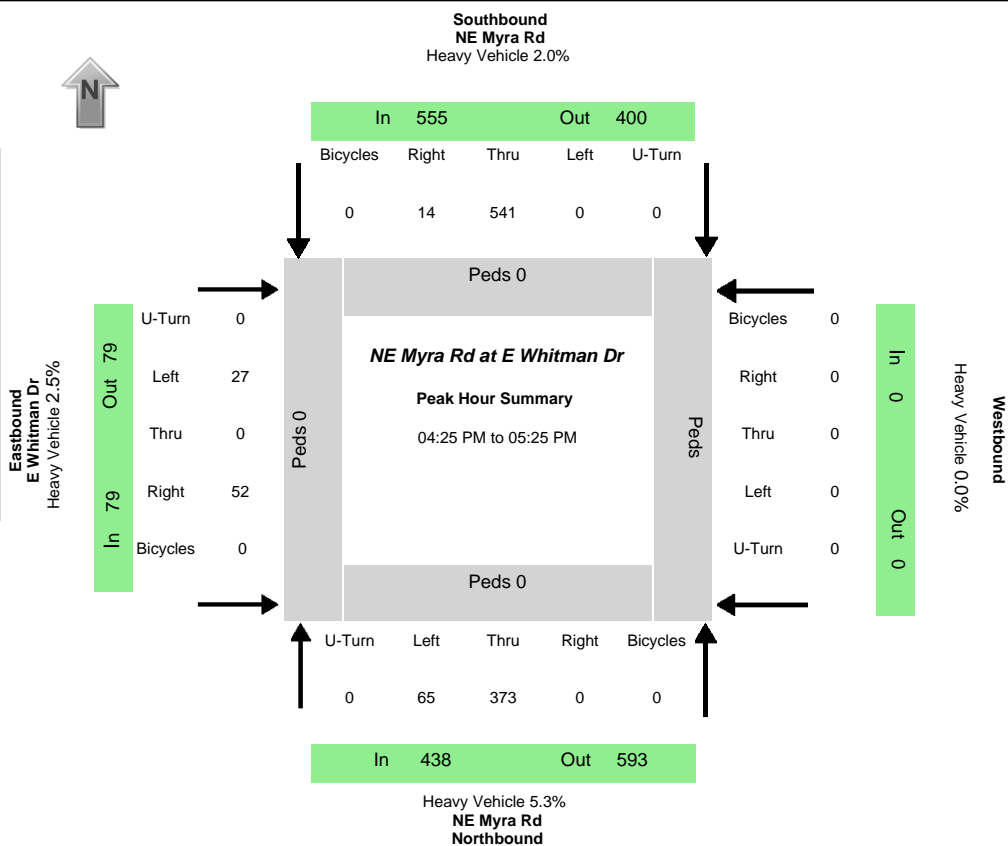 Southbound
NE Myra Rd
Heavy Vehicle 2.0%
N
In 555 Out 400
Bicycles Right Thru Left U-Turn
0 14 541 0 0
Peds 0
Eastbound
E Whitman Dr
Heavy Vehicle 2.5%
Out 79
In 79
U-Turn 0
Left 27
Thru 0
Right 52
Bicycles 0
Peds 0
NE Myra Rd at E Whitman Dr
Peak Hour Summary
04:25 PM to 05:25 PM
Peds
Bicycles 0
Right 0
Thru 0
Left 0
U-Turn 0
In 0
Out 0
Heavy Vehicle 0.0%
Westbound
Peds 0
U-Turn Left Thru Right Bicycles
0 65 373 0 0
In 438 Out 593
Heavy Vehicle 5.3%
NE Myra Rd
Northbound